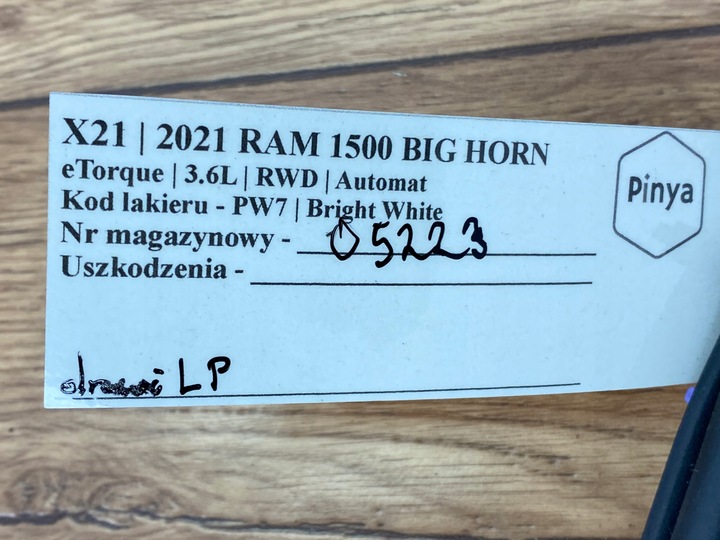 X21 | 2021 RAM 1500 BIG HORN
eTorque | 3.6L | RWD | Automat
Kod lakieru - PW7 | Bright White
Nr magazynowy - 05223
Uszkodzenia -
drzwi LP
Pinya